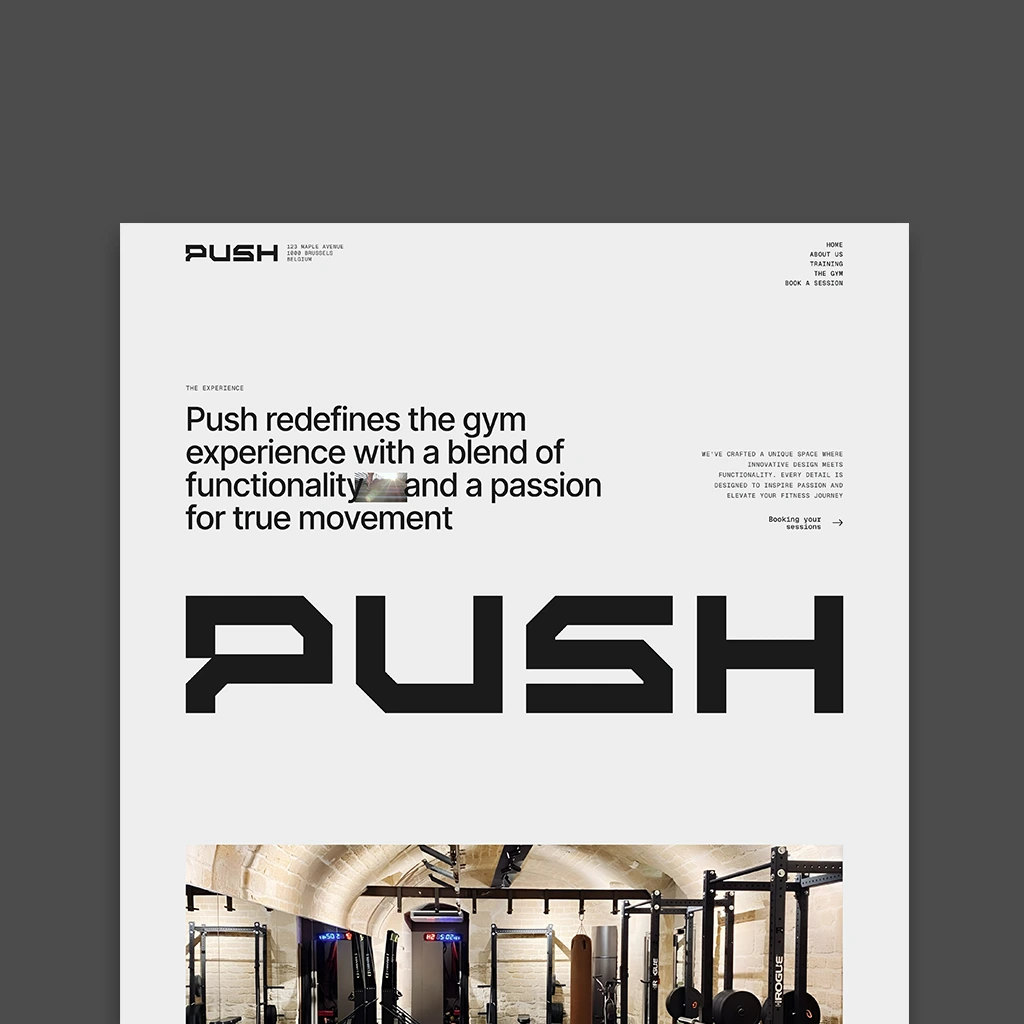 PUSH
123 MAPLE AVENUE
1000 BRUSSELS
BELGIUM
HOME
ABOUT US
TRAINING
THE GYM
BOOK A SESSION
THE EXPERIENCE
Push redefines the gym
experience with a blend of
functionality and a passion
for true movement
WE'VE CRAFTED A UNIQUE SPACE WHERE
INNOVATIVE DESIGN MEETS
FUNCTIONALITY. EVERY DETAIL IS
DESIGNED TO INSPIRE PASSION AND
ELEVATE YOUR FITNESS JOURNEY
Booking your
sessions
PUSH
ROGUE
ROGUE